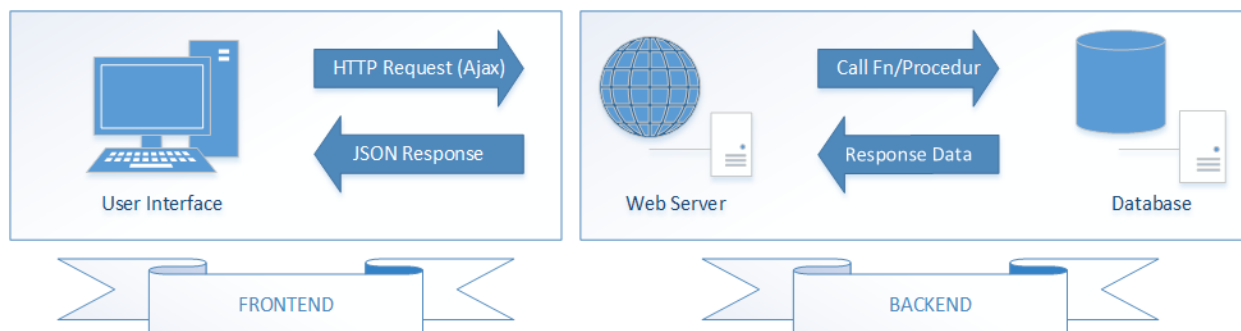 HTTP Request (Ajax)
JSON Response
User Interface
Call Fn/Procedur
Response Data
Web Server
Database
FRONTEND
BACKEND